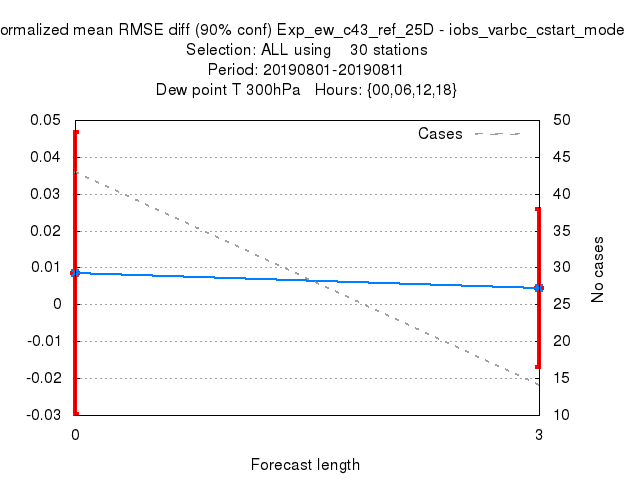 ormalized mean RMSE diff (90% conf) Exp_ew_c43_ref_25D - iobs_varbc_cstart_mode
Selection: ALL using 30 stations
Period: 20190801-20190811
Dew point T 300hPa Hours: {00,06,12,18}
Cases
0.05
0.04
0.03
0.02
0.01
0
-0.01
-0.02
-0.03
50
45
40
35
30
25
20
15
10
No cases
0
3
Forecast length